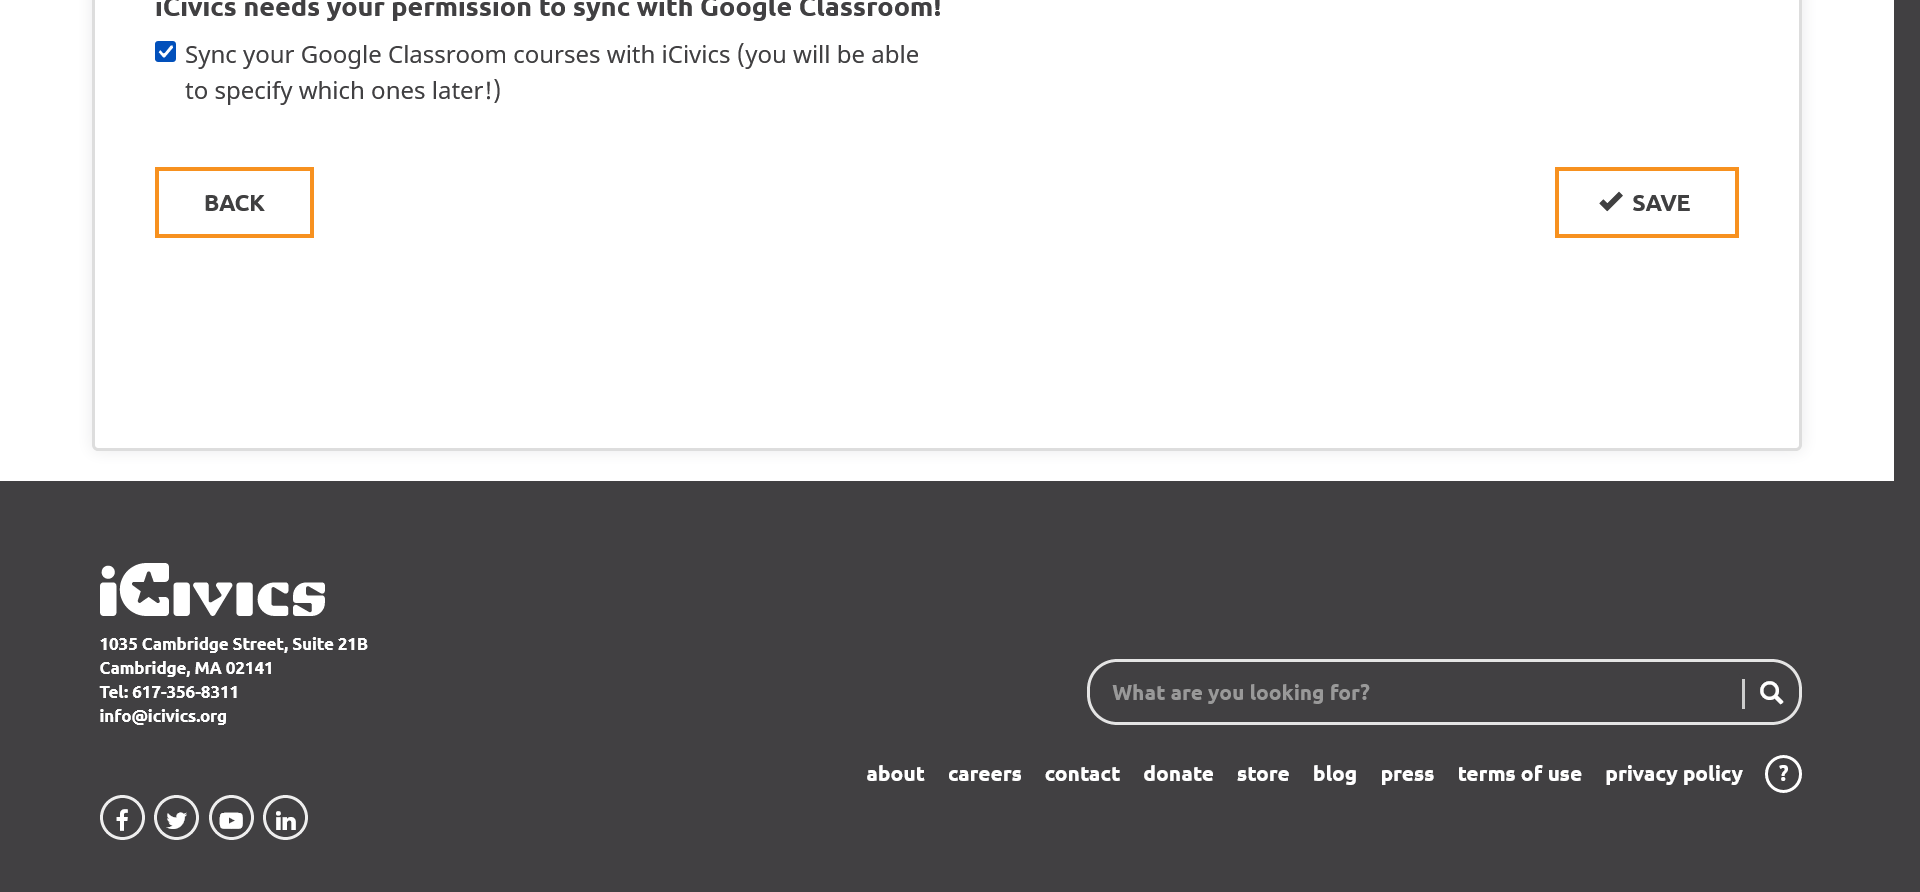 iCivics needs your permission to sync with Google Classroom!
Sync your Google Classroom courses with iCivics (you will be able
to specify which ones later!)
BACK
SAVE
iCivics
1035 Cambridge Street, Suite 21B
Cambridge, MA 02141
Tel: 617-356-8311
info@icivics.org
What are you looking for?
about careers contact donate store blog press terms of use privacy policy ?